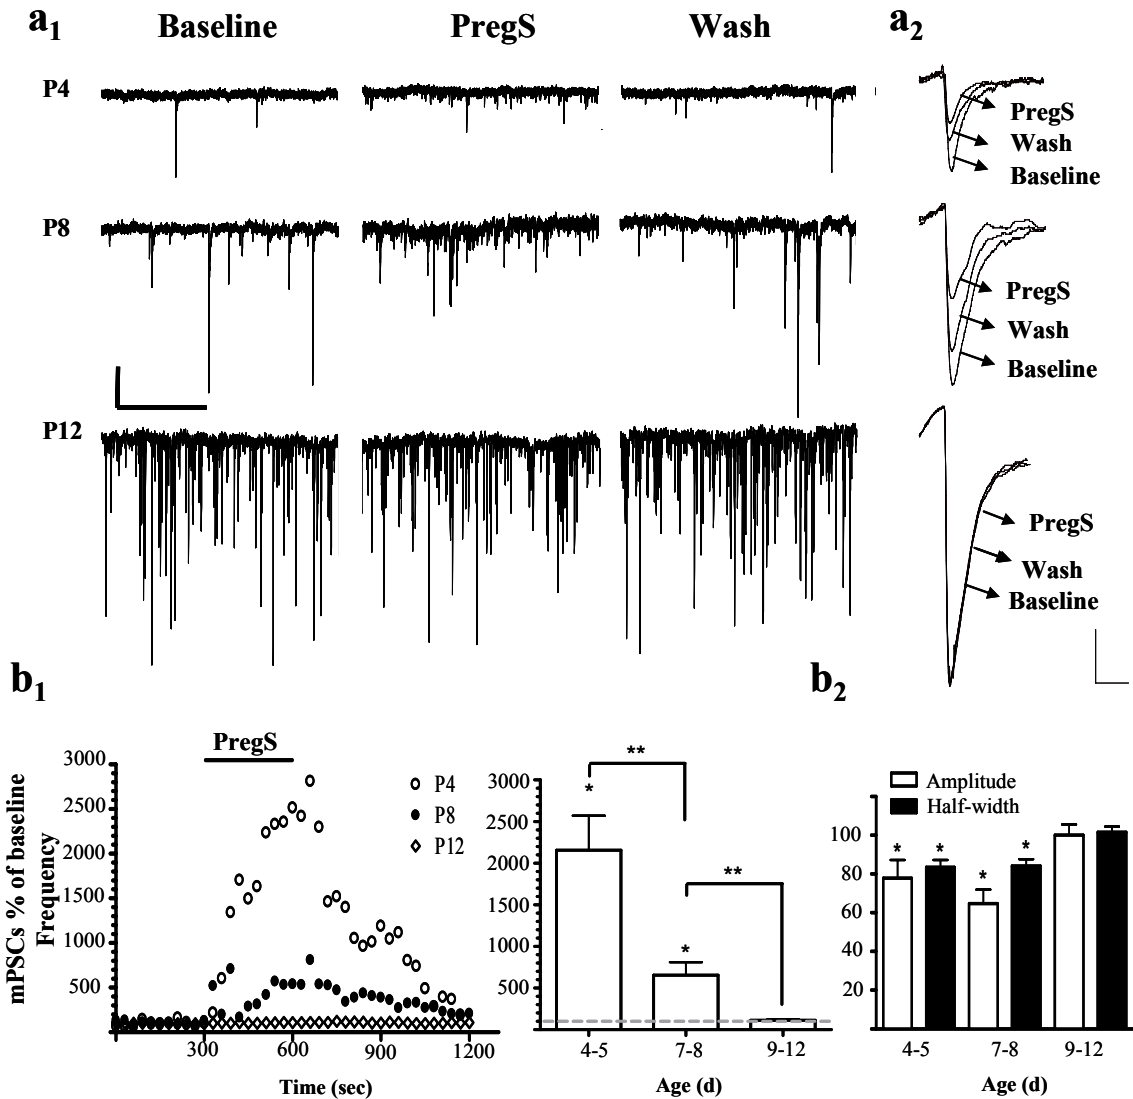 a1 Baseline PregS Wash a2
P4
PregS
Wash
Baseline
P8
PregS
Wash
Baseline
P12
PregS
Wash
Baseline
b1 b2
mPSCs % of baseline
Frequency
PregS
3000
2500
2000
1500
1000
500
300 600 900 1200
Time (sec)
P4
P8
P12
3000
2500
2000
1500
1000
500
**
*
**
*
4-5 7-8 9-12
Age (d)
Amplitude
Half-width
100
80
60
40
20
* * * *
4-5 7-8 9-12
Age (d)